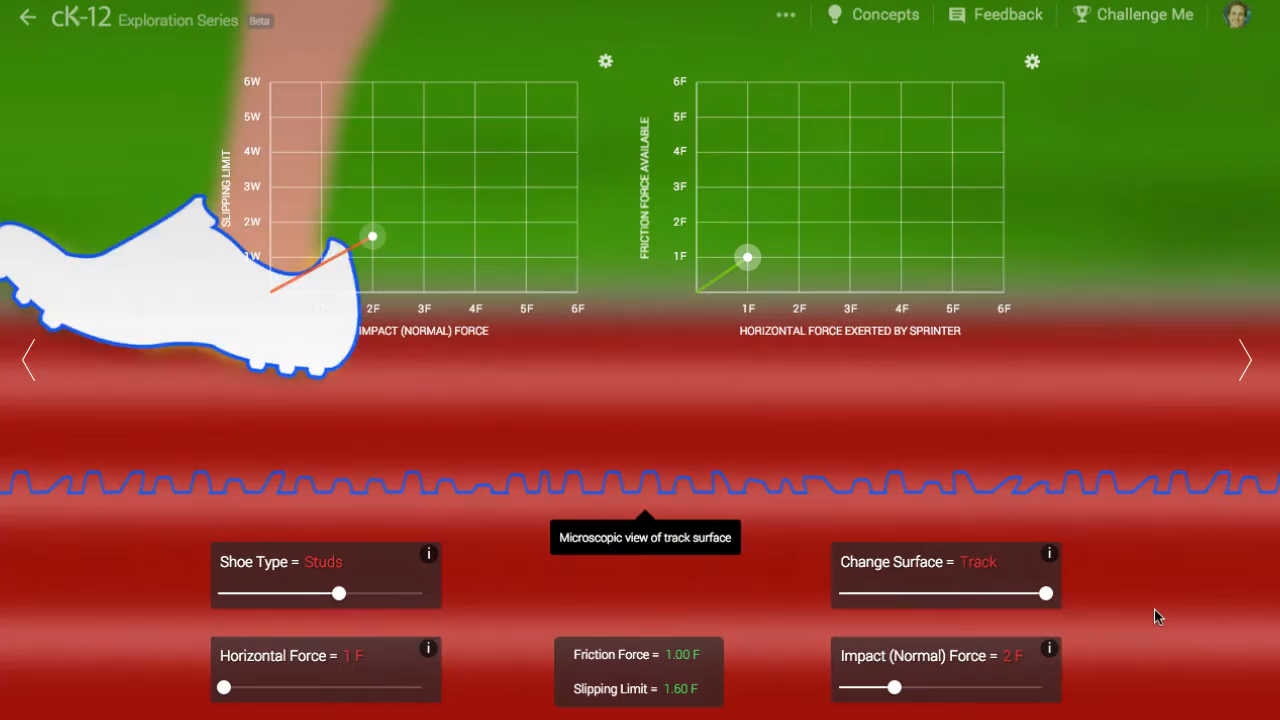 cK-12 Exploration Series Beta
••• Concepts Feedback Challenge Me
6W
5W
4W
3W
2W
1W
SLIPPING LIMIT
2F 3F 4F 5F 6F
IMPACT (NORMAL) FORCE
6F
5F
4F
3F
2F
1F
FRICTION FORCE AVAILABLE
1F 2F 3F 4F 5F 6F
HORIZONTAL FORCE EXERTED BY SPRINTER
Microscopic view of track surface
Shoe Type = Studs i
Change Surface = Track i
Horizontal Force = 1 F i
Friction Force = 1.00 F
Slipping Limit = 1.60 F
Impact (Normal) Force = 2 F i